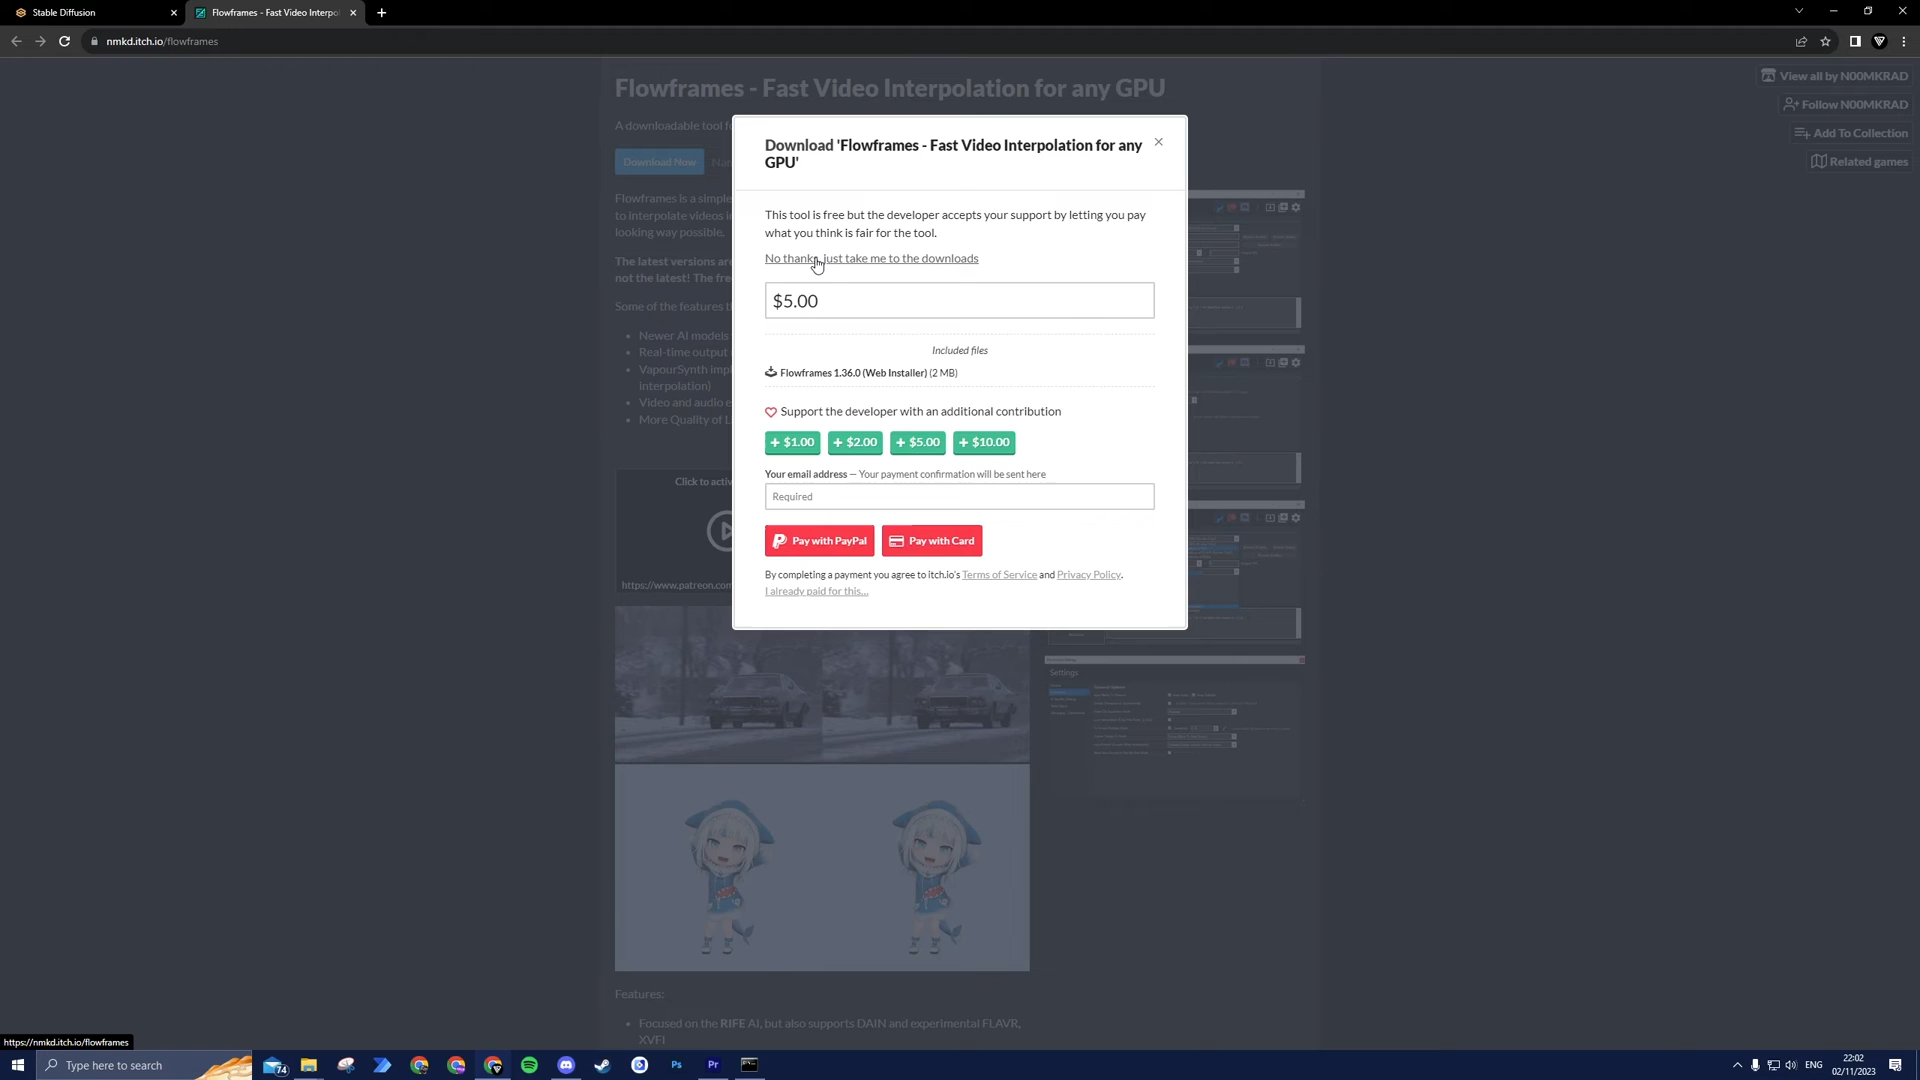 Stable Diffusion
Flowframes - Fast Video Interpol
nmkd.itch.io/flowframes
Flowframes - Fast Video Interpolation for any GPU
View all by N00MKRAD
Follow N00MKRAD
Add To Collection
Related games
A downloadable tool
Download Now
Flowframes is a simple
to interpolate videos
looking way possible.
The latest versions are
not the latest! The fre
Some of the features
Newer AI models
Real-time output
VapourSynth
interpolation)
Video and audio
More Quality of
Download 'Flowframes - Fast Video Interpolation for any
GPU'
This tool is free but the developer accepts your support by letting you pay
what you think is fair for the tool.
No thanks, just take me to the downloads
$5.00
Included files
Flowframes 1.36.0 (Web Installer) (2 MB)
Support the developer with an additional contribution
+ $1.00
+ $2.00
+ $5.00
+ $10.00
Your email address — Your payment confirmation will be sent here
Required
Pay with PayPal
Pay with Card
By completing a payment you agree to itch.io's Terms of Service and Privacy Policy.
I already paid for this...
Click to activ
https://www.patreon.com
Settings
Features:
Focused on the RIFE AI, but also supports DAIN and experimental FLAVR,
XVFI
https://nmkd.itch.io/flowframes
Type here to search
74
Ps
Pr
ENG
22:02
02/11/2023